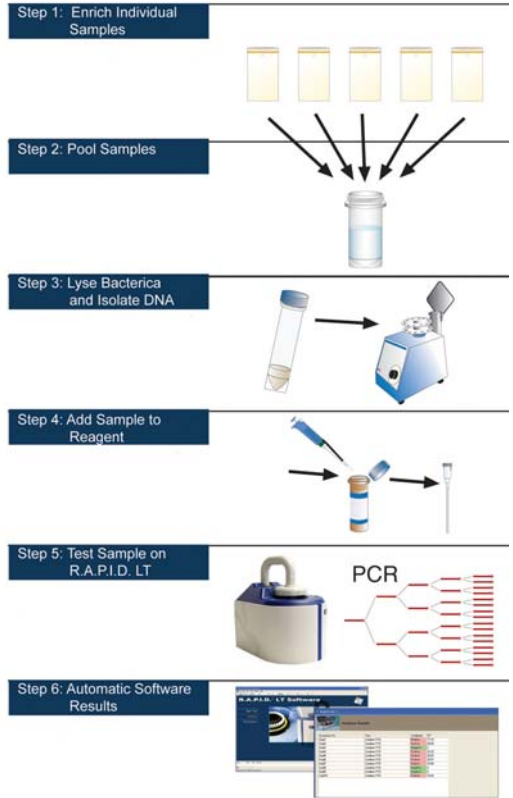 Step 1: Enrich Individual
Samples
Step 2: Pool Samples
Step 3: Lyse Bacterica
and Isolate DNA
Step 4: Add Sample to
Reagent
Step 5: Test Sample on
R.A.P.I.D. LT
PCR
Step 6: Automatic Software
Results
R.A.P.I.D. LT Software